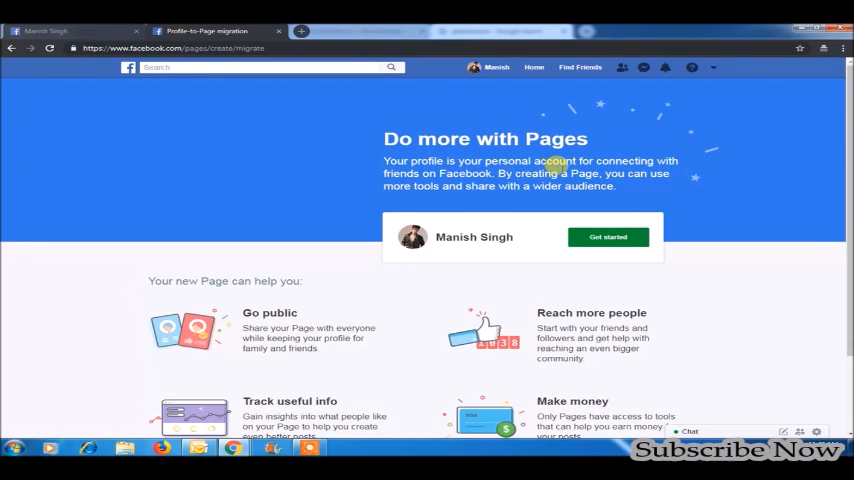 Manish Singh
Profile-to-Page migration
https://www.facebook.com/pages/create/migrate
Search
Manish
Home
Find Friends
Do more with Pages
Your profile is your personal account for connecting with
friends on Facebook. By creating a Page, you can use
more tools and share with a wider audience.
Manish Singh
Get started
Your new Page can help you:
Go public
Share your Page with everyone
while keeping your profile for
family and friends.
Reach more people
Start with your friends and
followers and get help with
reaching an even bigger
community.
Track useful info
Gain insights into what people like
on your Page to help you create
even better posts.
Make money
Only Pages have access to tools
that can help you earn money f
your posts.
Chat
Subscribe Now